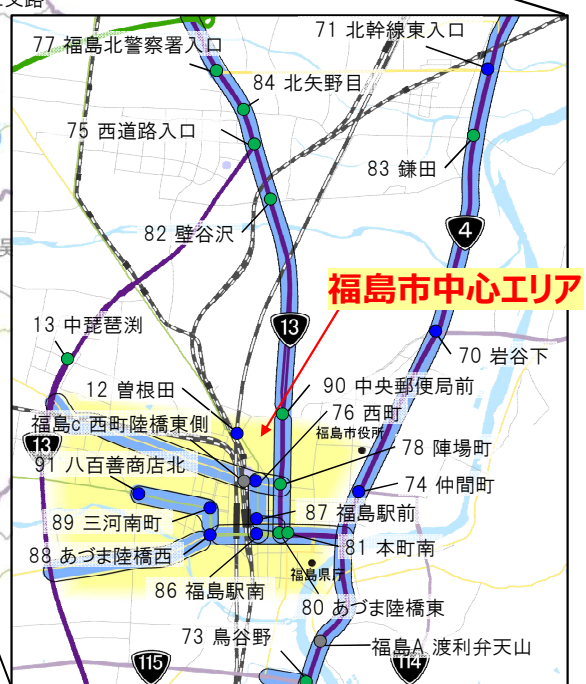 71 北幹線東入口
77 福島北警察署入口
84 北矢野目
75 西道路入口
83 鎌田
82 壁谷沢
4
福島市中心エリア
13
13 中琵琶渕
70 岩谷下
90 中央郵便局前
12 曽根田
76 西町
福島c 西町陸橋東側
福島市役所
13
78 陣場町
91 八百善商店北
74 仲間町
89 三河南町
87 福島駅前
88 あづま陸橋西
81 本町南
86 福島駅南
福島県庁
80 あづま陸橋東
73 鳥谷野
福島A 渡利弁天山
115
114